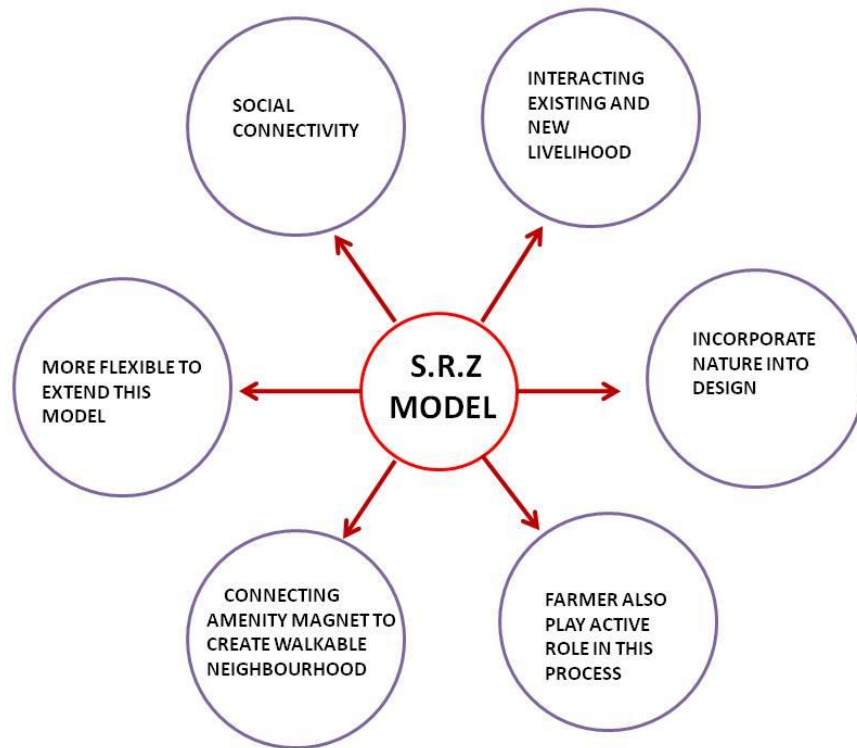 SOCIAL
CONNECTIVITY
INTERACTING
EXISTING AND
NEW
LIVELIHOOD
MORE FLEXIBLE TO
EXTEND THIS
MODEL
S.R.Z
MODEL
INCORPORATE
NATURE INTO
DESIGN
CONNECTING
AMENITY MAGNET TO
CREATE WALKABLE
NEIGHBOURHOOD
FARMER ALSO
PLAY ACTIVE
ROLE IN THIS
PROCESS